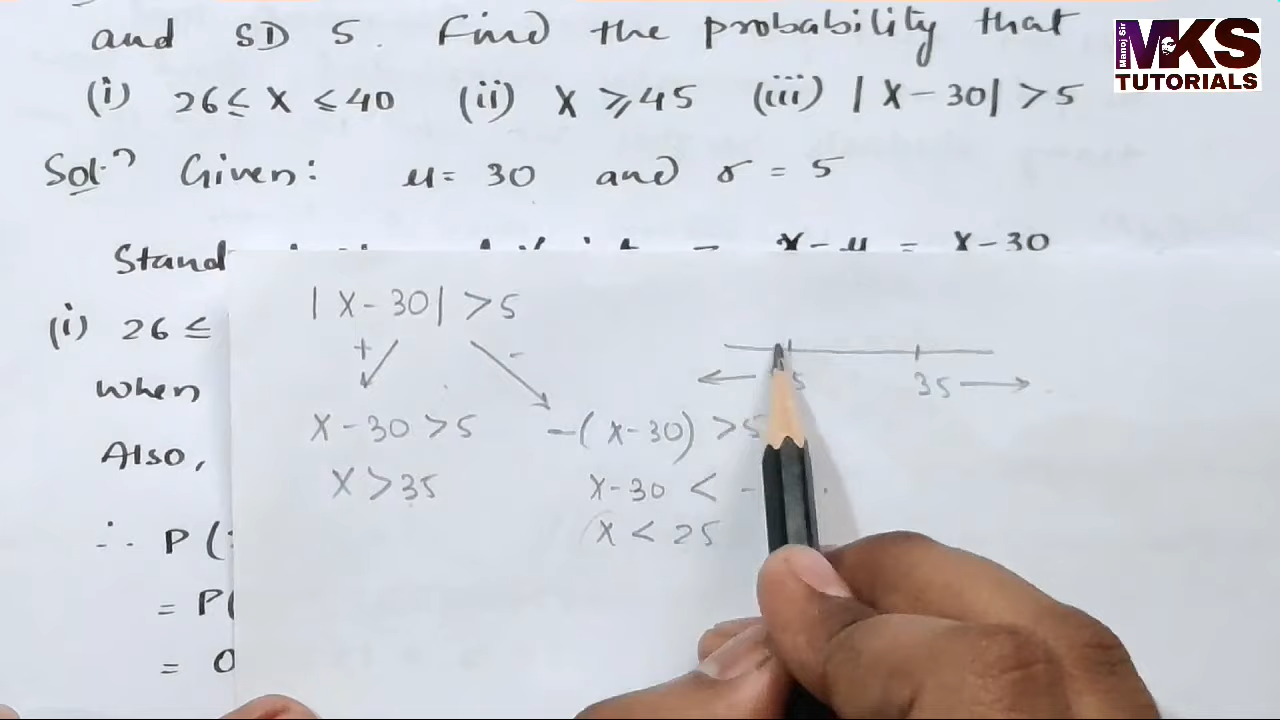 and SD 5. Find the probability that
(i) 26 ≤ X ≤ 40 (ii) X ≥ 45 (iii) |X - 30| > 5
Manoj Sir
MKS
TUTORIALS
Solⁿ Given: μ = 30 and σ = 5
Stand = X - μ = X - 30
(i) 26 ≤
When
Also,
∴ P(
= P(
= 0
|X - 30| > 5
+ -
X - 30 > 5 -(X - 30) > 5
X > 35 X - 30 < -
X < 25
5 35